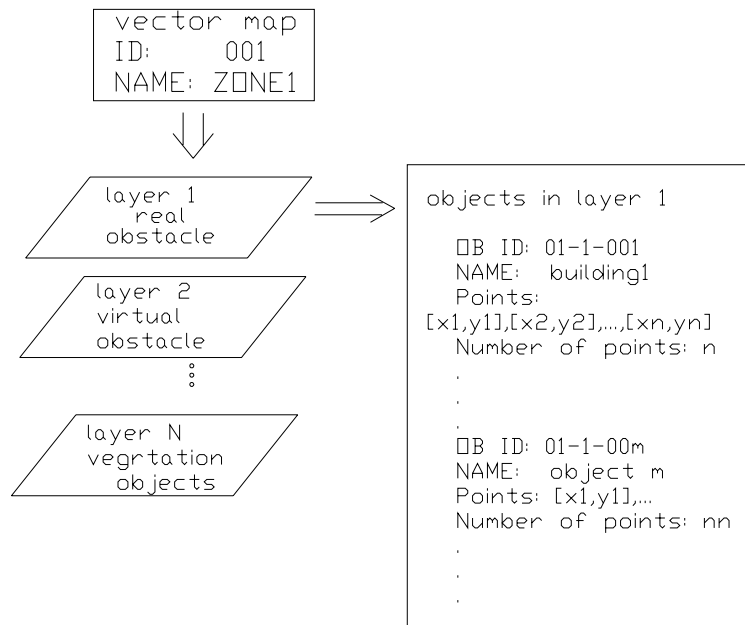 vector map
ID: 001
NAME: ZONE1
layer 1
real
obstacle
layer 2
virtual
obstacle
layer N
vegrtation
objects
objects in layer 1
OB ID: 01-1-001
NAME: building1
Points:
[x1,y1],[x2,y2],...,[xn,yn]
Number of points: n
.
.
.
OB ID: 01-1-00m
NAME: object m
Points: [x1,y1],...
Number of points: nn
.
.
.